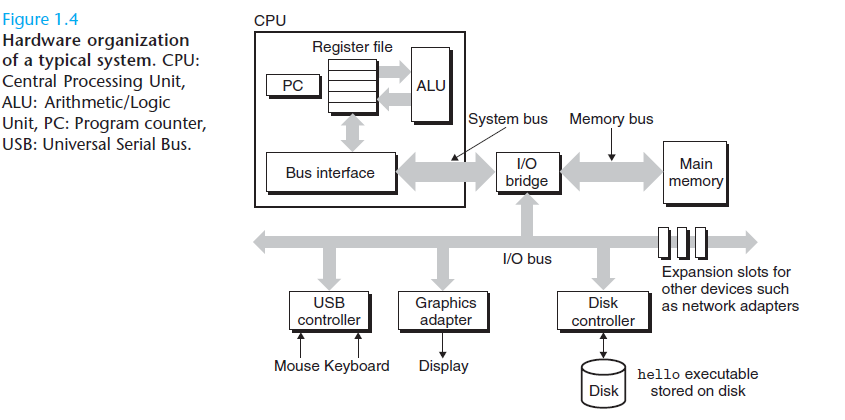 Figure 1.4
Hardware organization
of a typical system. CPU:
Central Processing Unit,
ALU: Arithmetic/Logic
Unit, PC: Program counter,
USB: Universal Serial Bus.
CPU
Register file
PC
ALU
System bus
Memory bus
Bus interface
I/O
bridge
Main
memory
I/O bus
Expansion slots for
other devices such
as network adapters
USB
controller
Graphics
adapter
Disk
controller
Mouse Keyboard
Display
Disk
hello executable
stored on disk